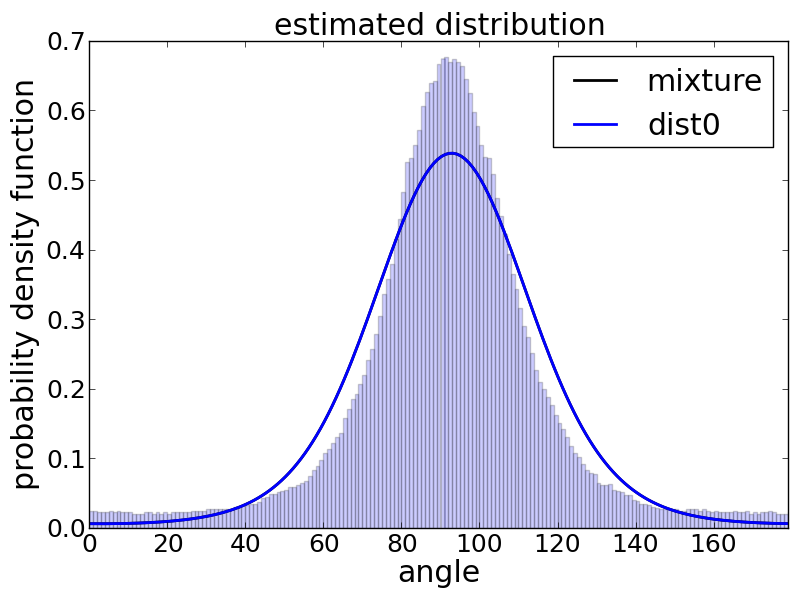 estimated distribution
mixture
dist0
probability density function
0.7
0.6
0.5
0.4
0.3
0.2
0.1
0.0
0 20 40 60 80 100 120 140 160
angle